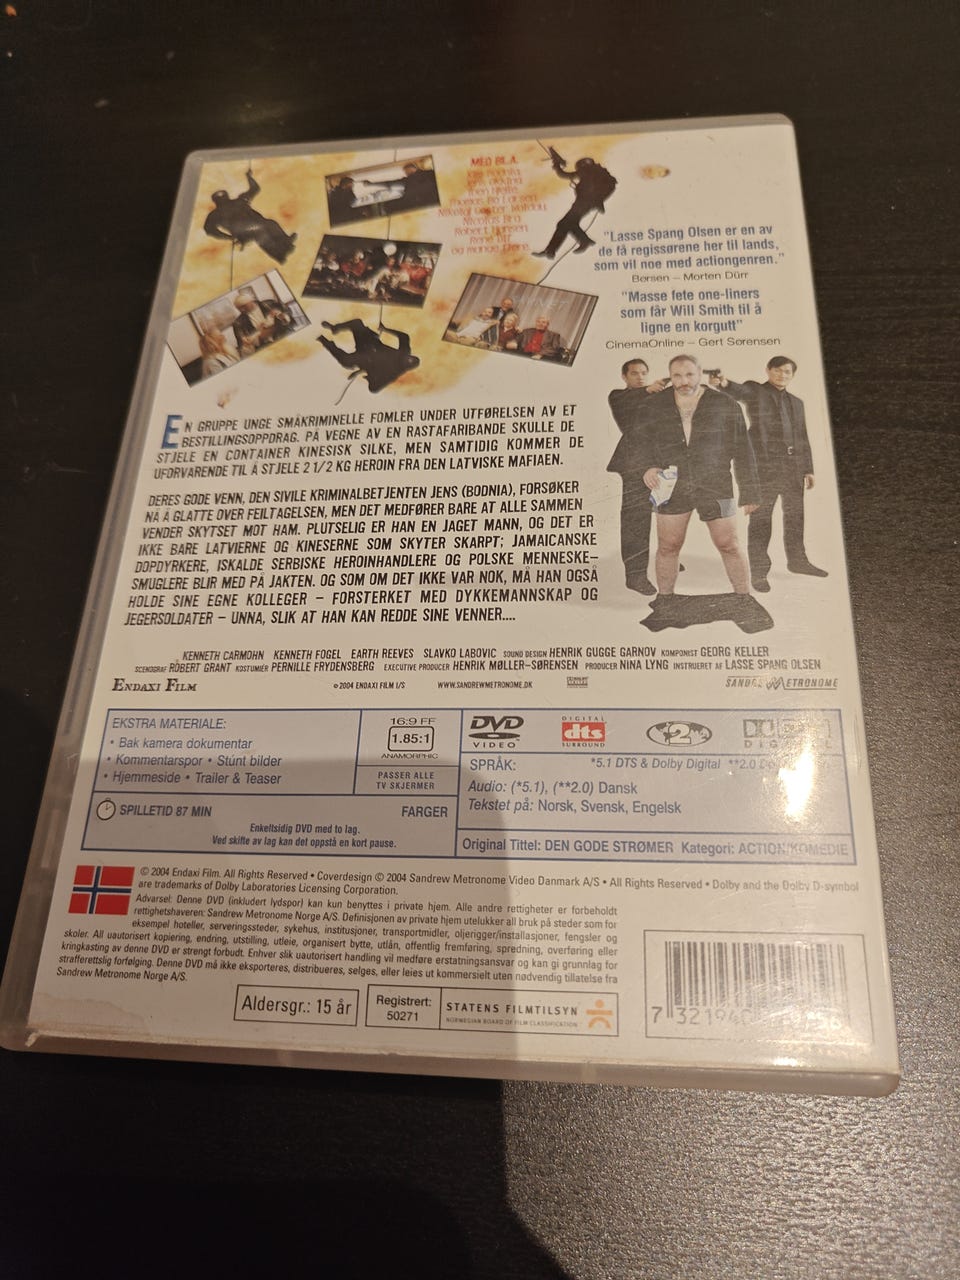 MED BL.A.
Thomas Bo Larsen
Nicolas Bro
Robert Hansen
"Lasse Spang Olsen er en av
de få regissørene her til lands,
som vil noe med actiongenren."
Børsen – Morten Dürr
"Masse fete one-liners
som får Will Smith til å
ligne en korgutt"
CinemaOnline – Gert Sørensen
EN GRUPPE UNGE SMÅKRIMINELLE FOMLER UNDER UTFØRELSEN AV ET
BESTILLINGSOPPDRAG. PÅ VEGNE AV EN RASTAFARIBANDE SKULLE DE
STJELE EN CONTAINER KINESISK SILKE, MEN SAMTIDIG KOMMER DE
UFORVARENDE TIL Å STJELE 2 1/2 KG HEROIN FRA DEN LATVISKE MAFIAEN.
DERES GODE VENN, DEN SIVILE KRIMINALBETJENTEN JENS (BODNIA), FORSØKER
NÅ Å GLATTE OVER FEILTAGELSEN, MEN DET MEDFØRER BARE AT ALLE SAMMEN
VENDER SKYTSET MOT HAM. PLUTSELIG ER HAN EN JAGET MANN, OG DET ER
IKKE BARE LATVIERNE OG KINESERNE SOM SKYTER SKARPT; JAMAICANSKE
DOPDYRKERE, ISKALDE SERBISKE HEROINHANDLERE OG POLSKE MENNESKE-
SMUGLERE BLIR MED PÅ JAKTEN. OG SOM OM DET IKKE VAR NOK, MÅ HAN OGSÅ
HOLDE SINE EGNE KOLLEGER – FORSTERKET MED DYKKEMANNSKAP OG
JEGERSOLDATER – UNNA, SLIK AT HAN KAN REDDE SINE VENNER....
KENNETH CARMOHN KENNETH FOGEL EARTH REEVES SLAVKO LABOVIC SOUND DESIGN HENRIK GUGGE GARNOV KOMPONIST GEORG KELLER
SCENOGRAF ROBERT GRANT KOSTUMIER PERNILLE FRYDENSBERG EXECUTIVE PRODUCER HENRIK MØLLER-SØRENSEN PRODUCER NINA LYNG INSTRUERET AF LASSE SPANG OLSEN
ENDAXI FILM © 2004 ENDAXI FILM I/S WWW.SANDREWMETRONOME.DK SANDREW METRONOME
EKSTRA MATERIALE:
• Bak kamera dokumentar
• Kommentarspor • Stunt bilder
• Hjemmeside • Trailer & Teaser
16:9 FF
1.85:1
ANAMORPHIC
PASSER ALLE
TV SKJERMER
SPILLETID 87 MIN FARGER
Enkeltsidig DVD med to lag.
Ved skifte av lag kan det oppstå en kort pause.
DVD
VIDEO
DIGITAL
dts
SURROUND
2
DIGITAL
SPRÅK: *5.1 DTS & Dolby Digital **2.0
Audio: (*5.1), (**2.0) Dansk
Tekstet på: Norsk, Svensk, Engelsk
Original Tittel: DEN GODE STRØMER Kategori: ACTION/KOMEDIE
© 2004 Endaxi Film. All Rights Reserved • Coverdesign © 2004 Sandrew Metronome Video Danmark A/S • All Rights Reserved • Dolby and the Dolby D-symbol
are trademarks of Dolby Laboratories Licensing Corporation.
Advarsel: Denne DVD (inkludert lydspor) kan kun benyttes i private hjem. Alle andre rettigheter er forbeholdt
rettighetshaveren: Sandrew Metronome Norge A/S. Definisjonen av private hjem utelukker all bruk på steder som for
eksempel hoteller, serveringssteder, sykehus, institusjoner, transportmidler, oljerigger/installasjoner, fengsler og
skoler. All uautorisert kopiering, endring, utstilling, utleie, organisert bytte, utlån, offentlig fremføring, spredning, overføring eller
kringkasting av denne DVD er strengt forbudt. Enhver slik uautorisert handling vil medføre erstatningsansvar og kan gi grunnlag for
strafferettslig forfølging. Denne DVD må ikke eksporteres, distribueres, selges, eller leies ut kommersielt uten nødvendig tillatelse fra
Sandrew Metronome Norge A/S.
Aldersgr.: 15 år
Registrert:
50271
STATENS FILMTILSYN
NORWEGIAN BOARD OF FILM CLASSIFICATION